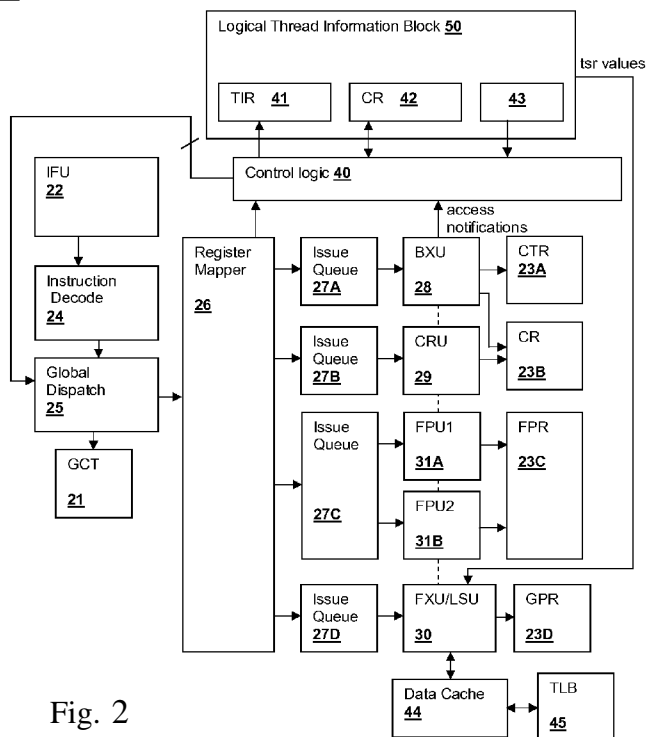 Logical Thread Information Block 50
tsr values
TIR 41
CR 42
43
IFU
22
Control logic 40
access
notifications
Register
Mapper
26
Issue
Queue
27A
BXU
28
CTR
23A
Instruction
Decode
24
CR
23B
Issue
Queue
27B
CRU
29
Global
Dispatch
25
Issue
Queue
27C
FPU1
31A
FPR
23C
GCT
21
FPU2
31B
Issue
Queue
27D
FXU/LSU
30
GPR
23D
Data Cache
44
TLB
45
Fig. 2